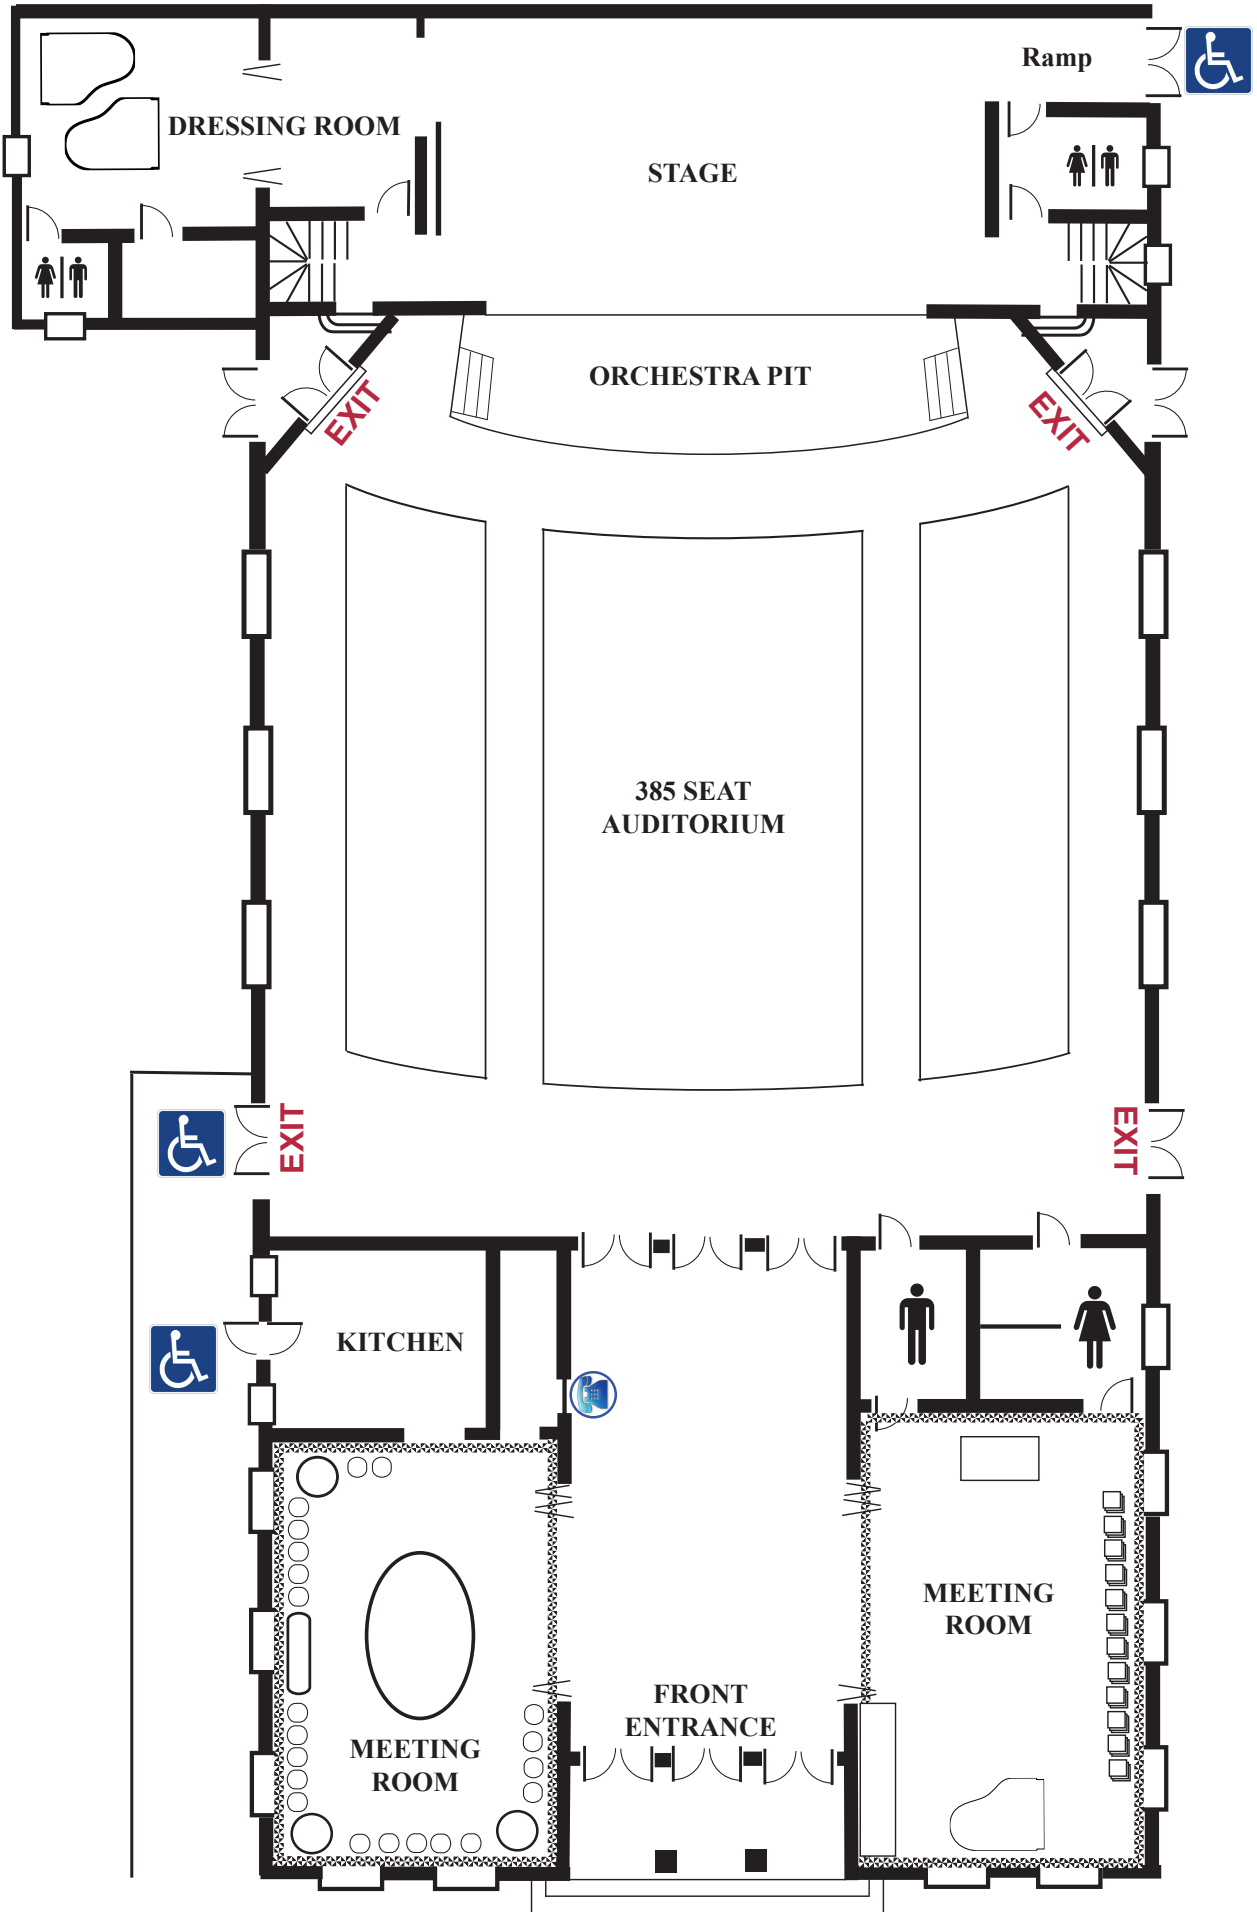 Ramp
DRESSING ROOM
STAGE
ORCHESTRA PIT
EXIT
EXIT
385 SEAT
AUDITORIUM
EXIT
EXIT
KITCHEN
MEETING
ROOM
FRONT
ENTRANCE
MEETING
ROOM